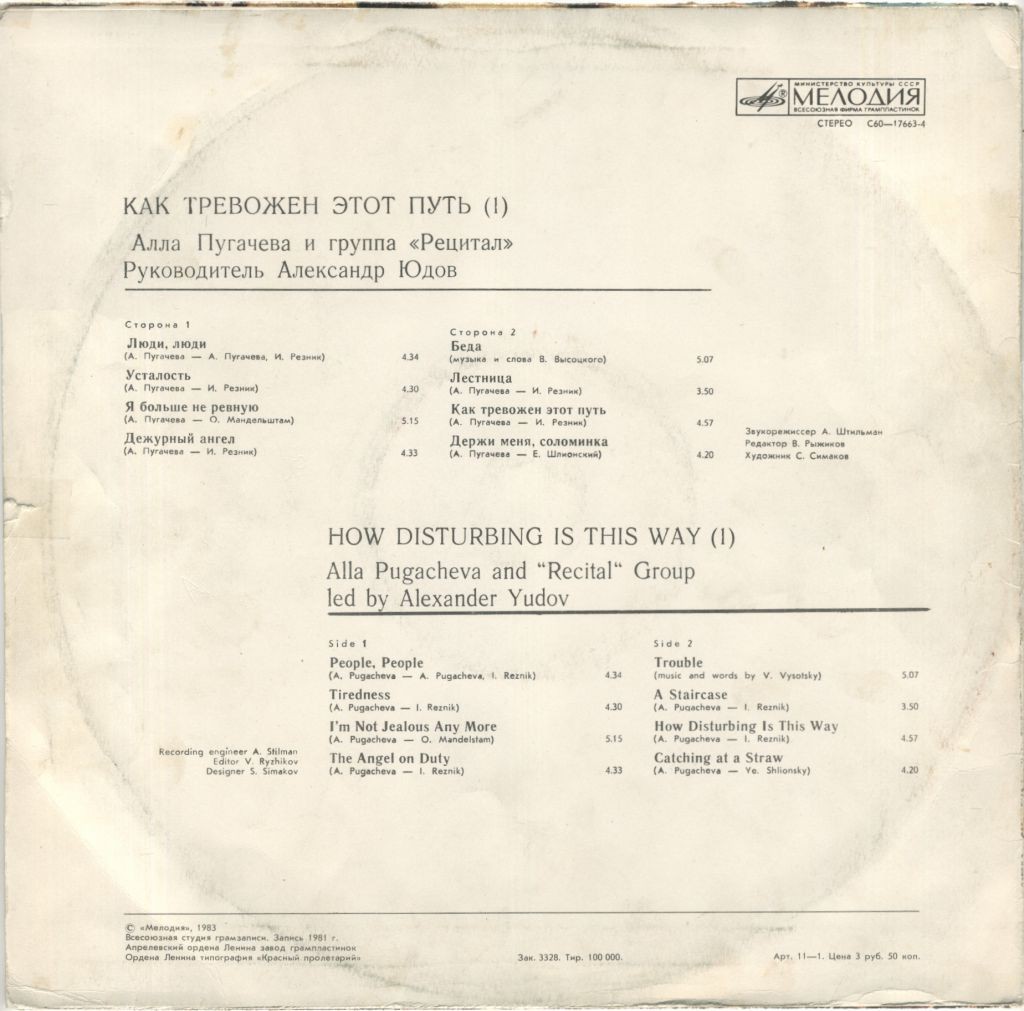 МИНИСТЕРСТВО КУЛЬТУРЫ СССР
МЕЛОДИЯ
ВСЕСОЮЗНАЯ ФИРМА ГРАМПЛАСТИНОК
СТЕРЕО С60—17663-4
КАК ТРЕВОЖЕН ЭТОТ ПУТЬ (1)
Алла Пугачева и группа «Рецитал»
Руководитель Александр Юдов
Сторона 1
Люди, люди
(А. Пугачева — А. Пугачева, И. Резник) 4.34
Усталость
(А. Пугачева — И. Резник) 4.30
Я больше не ревную
(А. Пугачева — О. Мандельштам) 5.15
Дежурный ангел
(А. Пугачева — И. Резник) 4.33
Сторона 2
Беда
(музыка и слова В. Высоцкого) 5.07
Лестница
(А. Пугачева — И. Резник) 3.50
Как тревожен этот путь
(А. Пугачева — И. Резник) 4.57
Держи меня, соломинка
(А. Пугачева — Е. Шлионский) 4.20
Звукорежиссер А. Штильман
Редактор В. Рыжиков
Художник С. Симаков
HOW DISTURBING IS THIS WAY (1)
Alla Pugacheva and “Recital“ Group
led by Alexander Yudov
Side 1
People, People
(A. Pugacheva — A. Pugacheva, I. Reznik) 4.34
Tiredness
(A. Pugacheva — I. Reznik) 4.30
I'm Not Jealous Any More
(A. Pugacheva — O. Mandelstam) 5.15
The Angel on Duty
(A. Pugacheva — I. Reznik) 4.33
Side 2
Trouble
(music and words by V. Vysotsky) 5.07
A Staircase
(A. Pugacheva — I. Reznik) 3.50
How Disturbing Is This Way
(A. Pugacheva — I. Reznik) 4.57
Catching at a Straw
(A. Pugacheva — Ye. Shlionsky) 4.20
Recording engineer A. Stilman
Editor V. Ryzhikov
Designer S. Simakov
© «Мелодия», 1983
Всесоюзная студия грамзаписи. Запись 1981 г.
Апрелевский ордена Ленина завод грампластинок
Ордена Ленина типография «Красный пролетарий»
Зак. 3328. Тир. 100 000.
Арт. 11—1. Цена 3 руб. 50 коп.